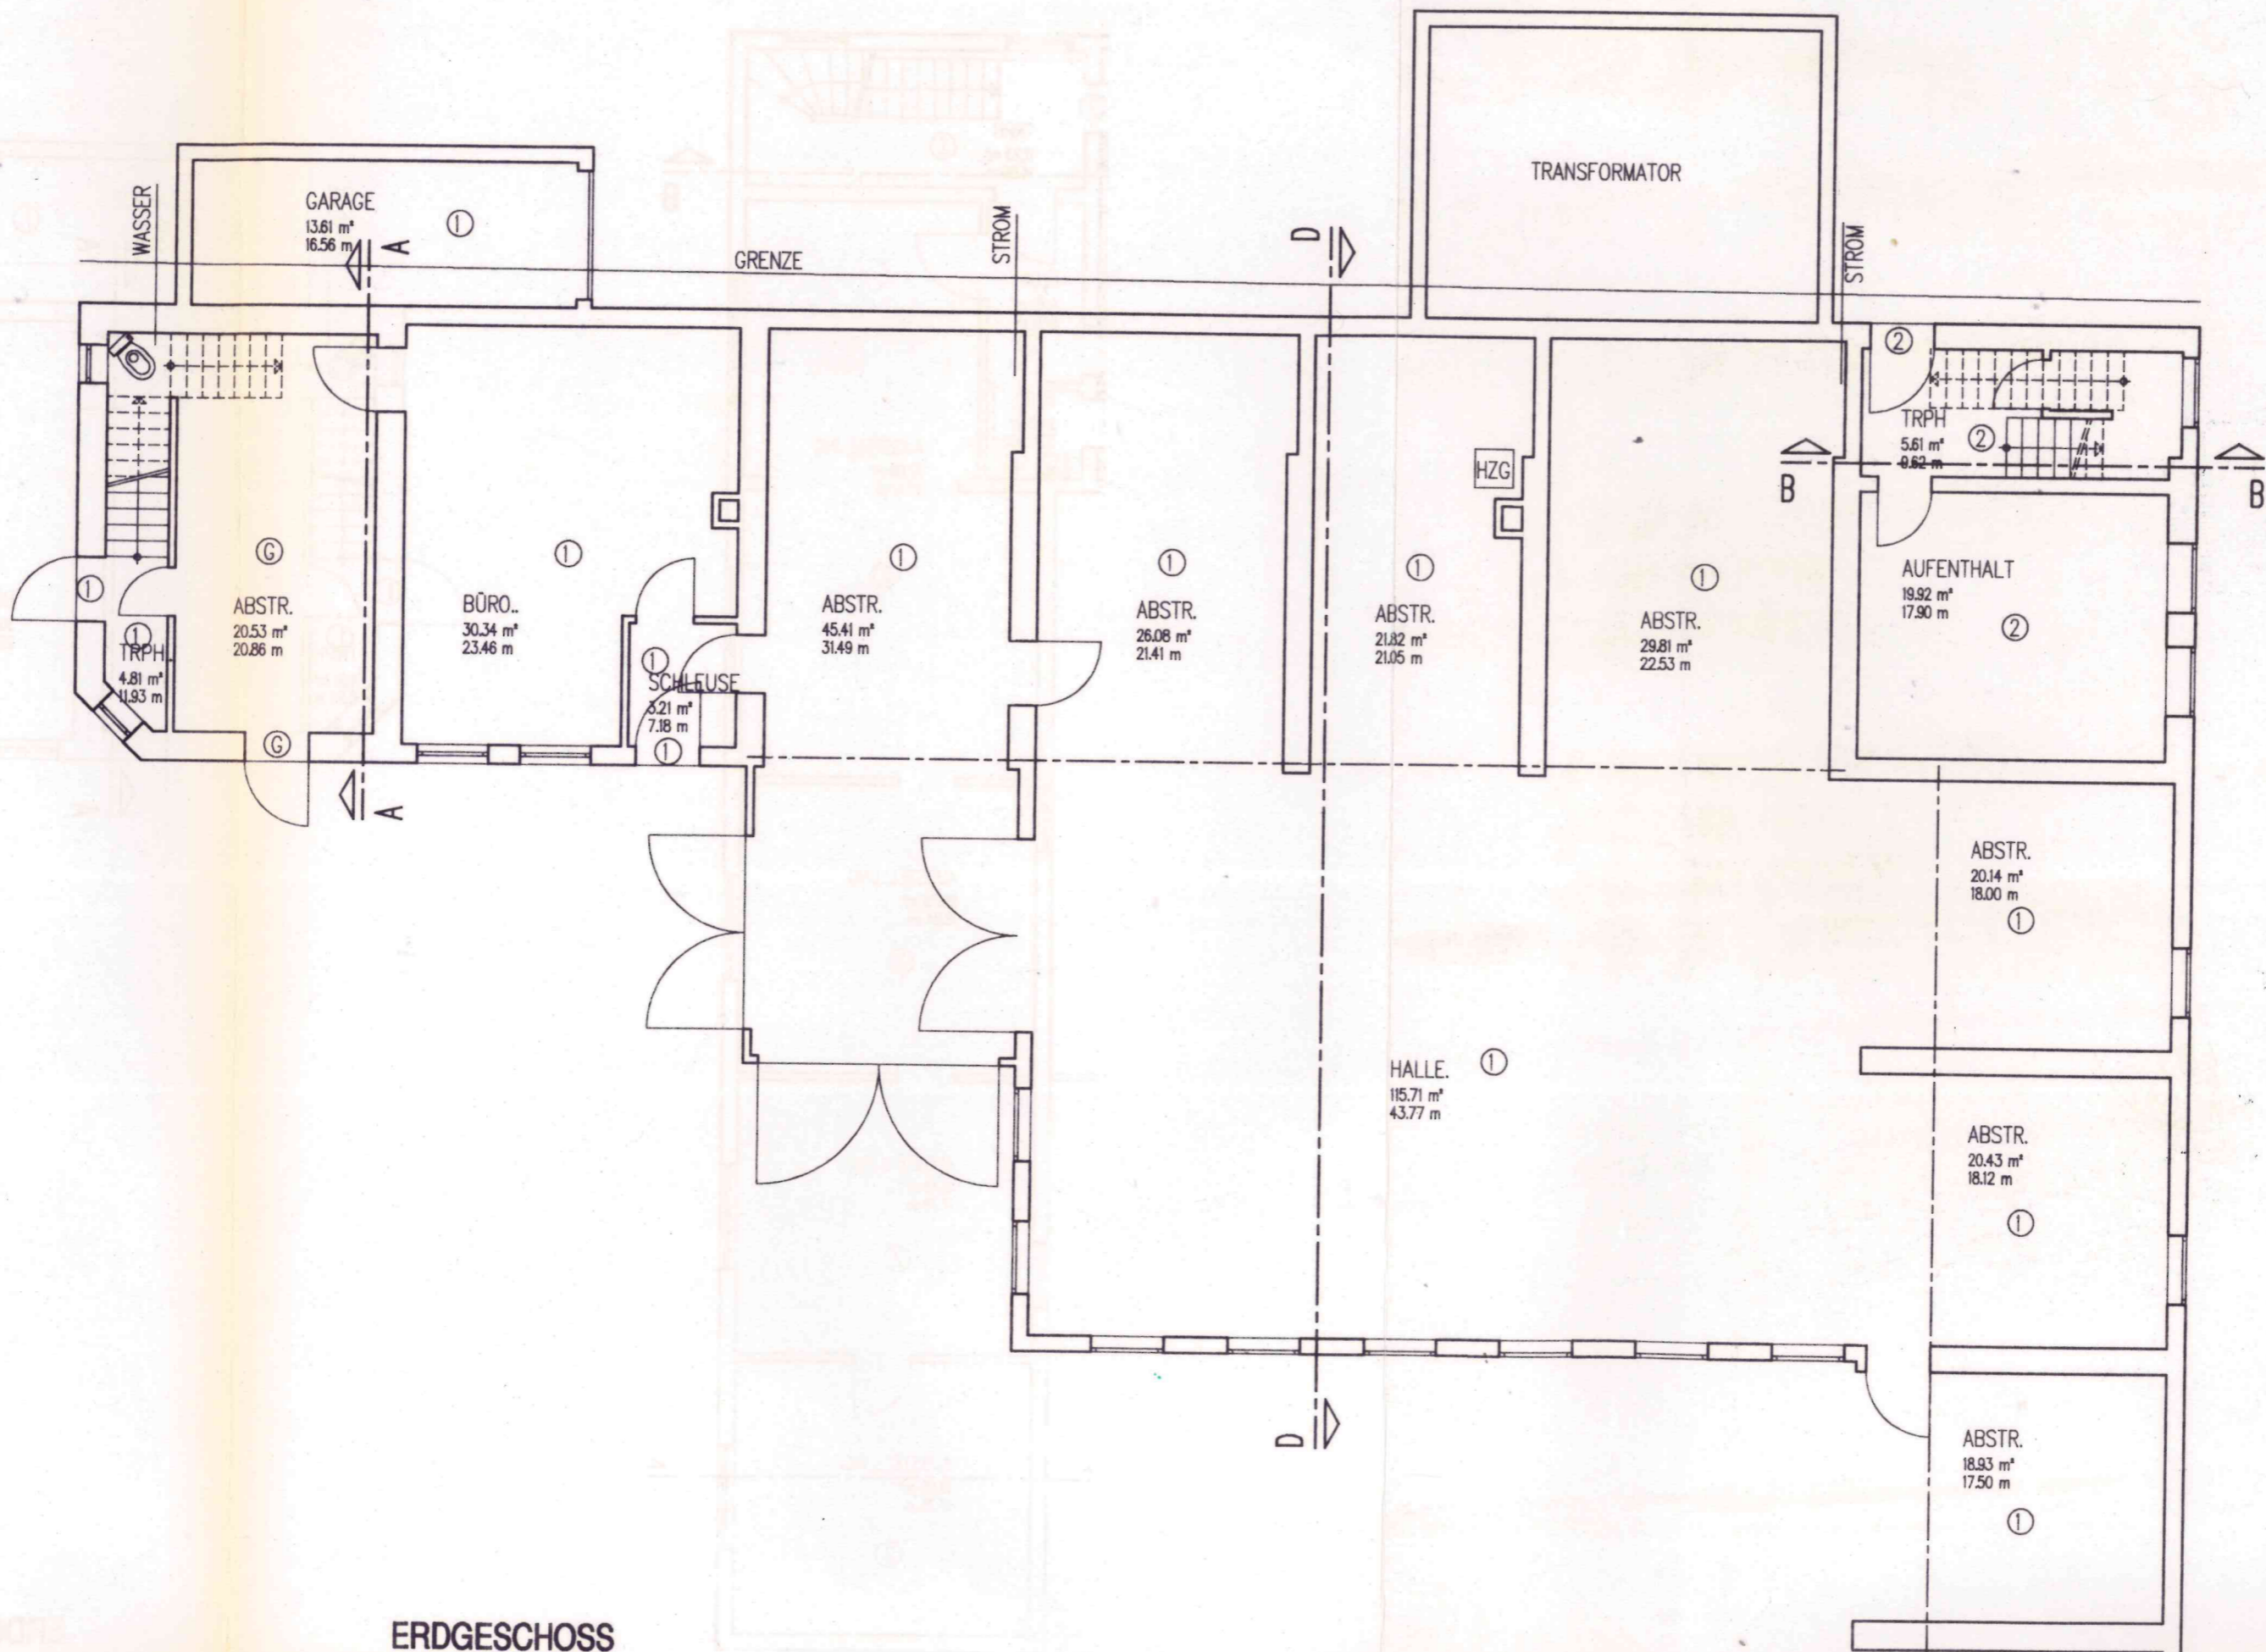 TRANSFORMATOR
WASSER
GARAGE
13.61 m²
16.56 m
1
A
GRENZE
STROM
D
STROM
2
TRPH
5.61 m²
9.62 m
2
HZG
B
B
G
ABSTR.
20.53 m²
20.86 m
1
BÜRO..
30.34 m²
23.46 m
1
ABSTR.
45.41 m²
31.49 m
1
ABSTR.
26.08 m²
21.41 m
1
ABSTR.
21.82 m²
21.05 m
1
ABSTR.
29.81 m²
22.53 m
AUFENTHALT
19.92 m²
17.90 m
2
1
1
TRPH.
4.81 m²
11.93 m
1
SCHLEUSE
3.21 m²
7.18 m
1
G
A
ABSTR.
20.14 m²
18.00 m
1
HALLE.
115.71 m²
43.77 m
1
ABSTR.
20.43 m²
18.12 m
1
D
ABSTR.
18.93 m²
17.50 m
1
ERDGESCHOSS